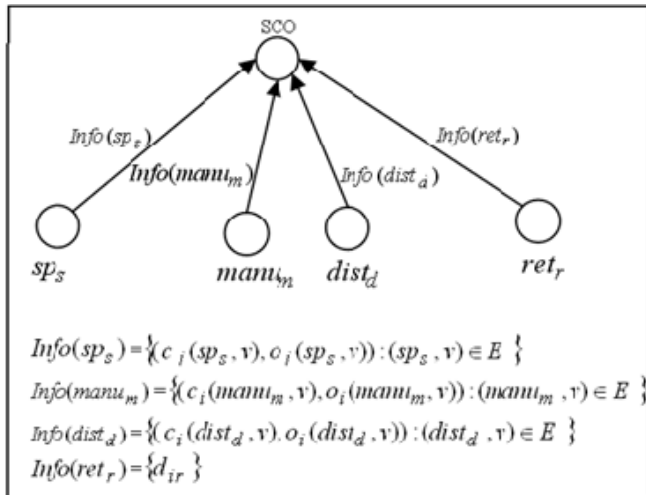 SCO
Info(sp_s)
Info(ret_r)
Info(manu_m)
Info(dist_d)
sp_s
manu_m
dist_d
ret_r
Info(sp_s)={(c_i(sp_s,v),o_i(sp_s,v)):(sp_s,v)∈E }
Info(manu_m)={(c_i(manu_m,v),o_i(manu_m,v)):(manu_m,v)∈E }
Info(dist_d)={(c_i(dist_d,v).o_i(dist_d,v)):(dist_d,v)∈E }
Info(ret_r)={d_ir}